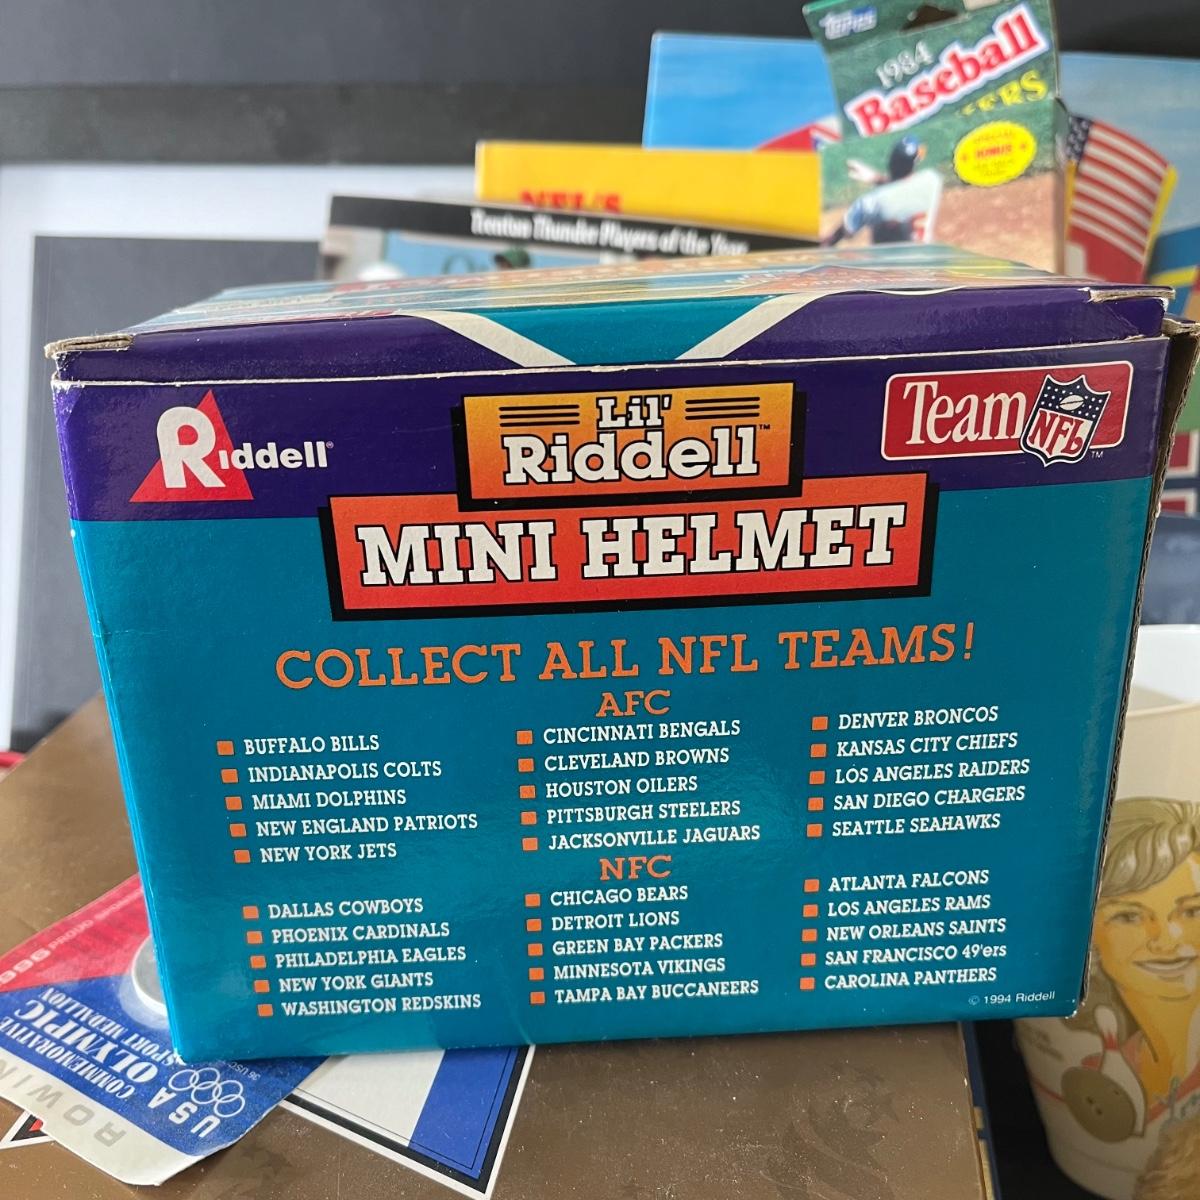 TOPPS
1984
Baseball
NFL'S
Trenton Thunder Players of the Year
Riddell®
Lil'
Riddell™
Team NFL™
MINI HELMET
COLLECT ALL NFL TEAMS!
AFC
BUFFALO BILLS
INDIANAPOLIS COLTS
MIAMI DOLPHINS
NEW ENGLAND PATRIOTS
NEW YORK JETS
CINCINNATI BENGALS
CLEVELAND BROWNS
HOUSTON OILERS
PITTSBURGH STEELERS
JACKSONVILLE JAGUARS
DENVER BRONCOS
KANSAS CITY CHIEFS
LOS ANGELES RAIDERS
SAN DIEGO CHARGERS
SEATTLE SEAHAWKS
NFC
DALLAS COWBOYS
PHOENIX CARDINALS
PHILADELPHIA EAGLES
NEW YORK GIANTS
WASHINGTON REDSKINS
CHICAGO BEARS
DETROIT LIONS
GREEN BAY PACKERS
MINNESOTA VIKINGS
TAMPA BAY BUCCANEERS
ATLANTA FALCONS
LOS ANGELES RAMS
NEW ORLEANS SAINTS
SAN FRANCISCO 49'ers
CAROLINA PANTHERS
© 1994 Riddell
COMMEMORATIVE
OLYMPIC
SPORT MEDALLION
USA